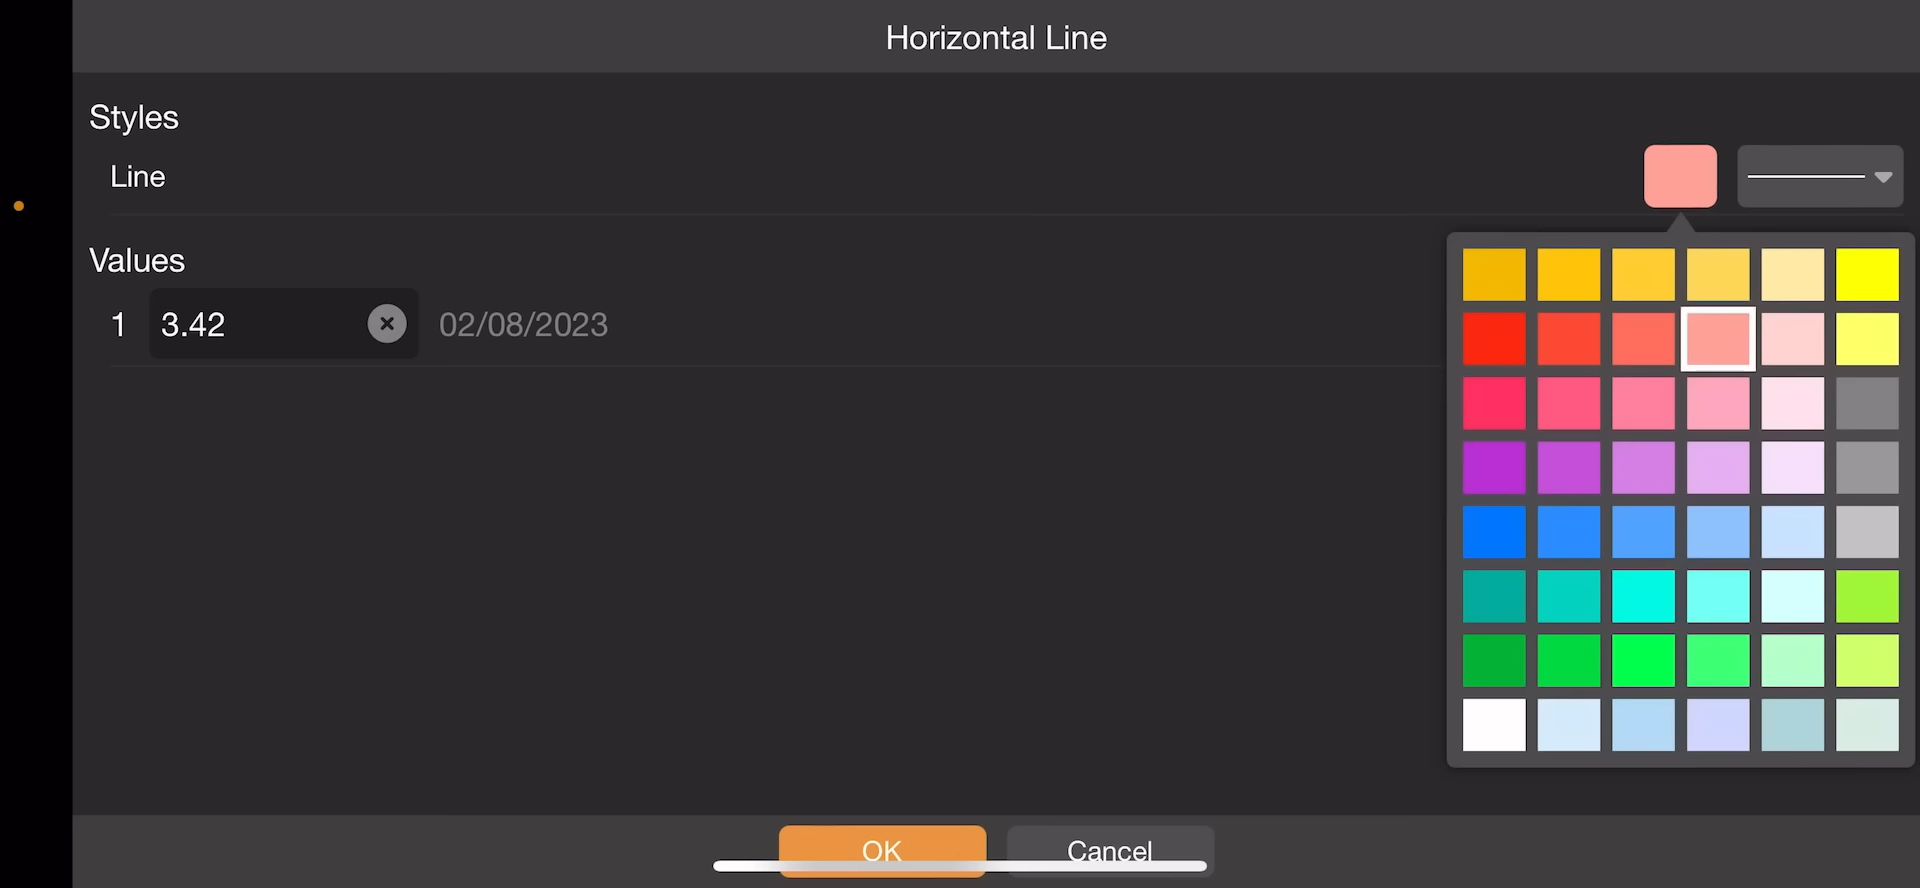 Horizontal Line
Styles
Line
Values
1 3.42 02/08/2023
OK Cancel